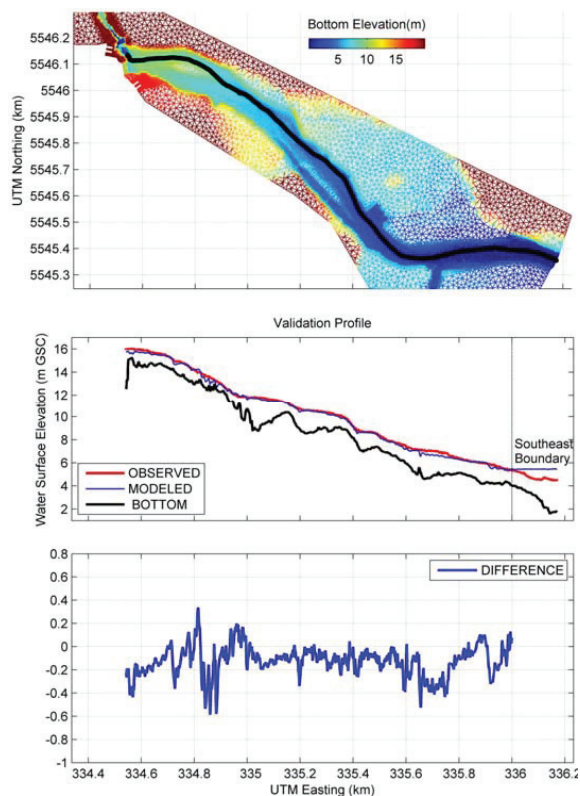 Bottom Elevation(m)
5 10 15
5546.2
5546.1
5546
5545.9
5545.8
5545.7
5545.6
5545.5
5545.4
5545.3
UTM Northing (km)
Validation Profile
16
14
12
10
8
6
4
2
Water Surface Elevation (m GSC)
Southeast
Boundary
OBSERVED
MODELED
BOTTOM
0.8
0.6
0.4
0.2
0
-0.2
-0.4
-0.6
-0.8
-1
DIFFERENCE
334.4 334.6 334.8 335 335.2 335.4 335.6 335.8 336 336.2
UTM Easting (km)